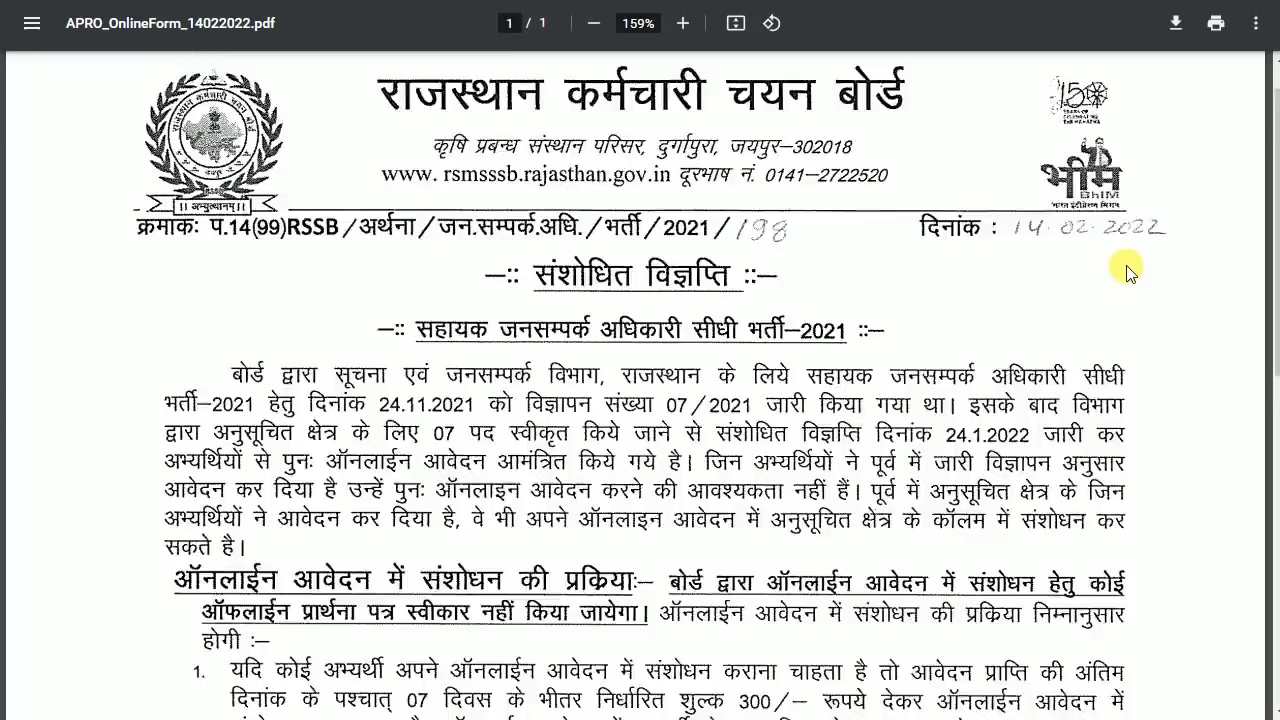 APRO_OnlineForm_14022022.pdf
1 / 1
159%
राजस्थान कर्मचारी चयन बोर्ड
कृषि प्रबन्ध संस्थान परिसर, दुर्गापुरा, जयपुर–302018
www. rsmsssb.rajasthan.gov.in दूरभाष नं. 0141–2722520
।। अभ्युत्थानम्।।
150
भीम
BHIM
क्रमाकः प.14(99)RSSB/अर्थना/जन.सम्पर्क.अधि./भर्ती/2021/198 दिनांक : 14.02.2022
–:: संशोधित विज्ञप्ति ::–
–:: सहायक जनसम्पर्क अधिकारी सीधी भर्ती–2021 ::–
बोर्ड द्वारा सूचना एवं जनसम्पर्क विभाग, राजस्थान के लिये सहायक जनसम्पर्क अधिकारी सीधी
भर्ती–2021 हेतु दिनांक 24.11.2021 को विज्ञापन संख्या 07/2021 जारी किया गया था। इसके बाद विभाग
द्वारा अनुसूचित क्षेत्र के लिए 07 पद स्वीकृत किये जाने से संशोधित विज्ञप्ति दिनांक 24.1.2022 जारी कर
अभ्यर्थियों से पुनः ऑनलाईन आवेदन आमंत्रित किये गये है। जिन अभ्यर्थियों ने पूर्व में जारी विज्ञापन अनुसार
आवेदन कर दिया है उन्हें पुनः ऑनलाइन आवेदन करने की आवश्यकता नहीं हैं। पूर्व में अनुसूचित क्षेत्र के जिन
अभ्यर्थियों ने आवेदन कर दिया है, वे भी अपने ऑनलाइन आवेदन में अनुसूचित क्षेत्र के कॉलम में संशोधन कर
सकते है।
ऑनलाईन आवेदन में संशोधन की प्रकिया:– बोर्ड द्वारा ऑनलाईन आवेदन में संशोधन हेतु कोई
ऑफलाईन प्रार्थना पत्र स्वीकार नहीं किया जायेगा। ऑनलाईन आवेदन में संशोधन की प्रकिया निम्नानुसार
होगी :–
1. यदि कोई अभ्यर्थी अपने ऑनलाईन आवेदन में संशोधन कराना चाहता है तो आवेदन प्राप्ति की अंतिम
दिनांक के पश्चात् 07 दिवस के भीतर निर्धारित शुल्क 300/– रूपये देकर ऑनलाईन आवेदन में